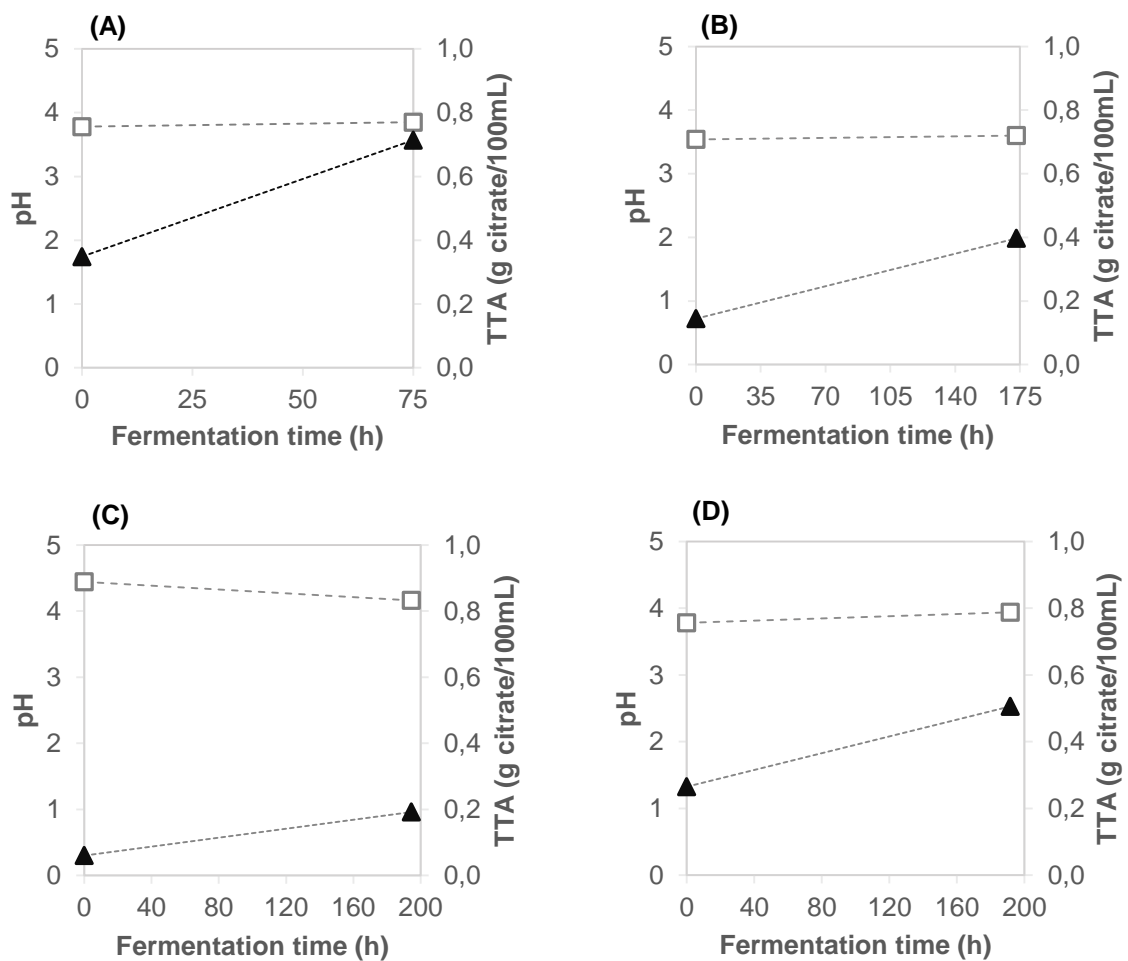 (A)
5
4
3
2
1
0
pH
1,0
0,8
0,6
0,4
0,2
0,0
TTA (g citrate/100mL)
0 25 50 75
Fermentation time (h)
(B)
5
4
3
2
1
0
pH
1,0
0,8
0,6
0,4
0,2
0,0
TTA (g citrate/100mL)
0 35 70 105 140 175
Fermentation time (h)
(C)
5
4
3
2
1
0
pH
1,0
0,8
0,6
0,4
0,2
0,0
TTA (g citrate/100mL)
0 40 80 120 160 200
Fermentation time (h)
(D)
5
4
3
2
1
0
pH
1,0
0,8
0,6
0,4
0,2
0,0
TTA (g citrate/100mL)
0 40 80 120 160 200
Fermentation time (h)